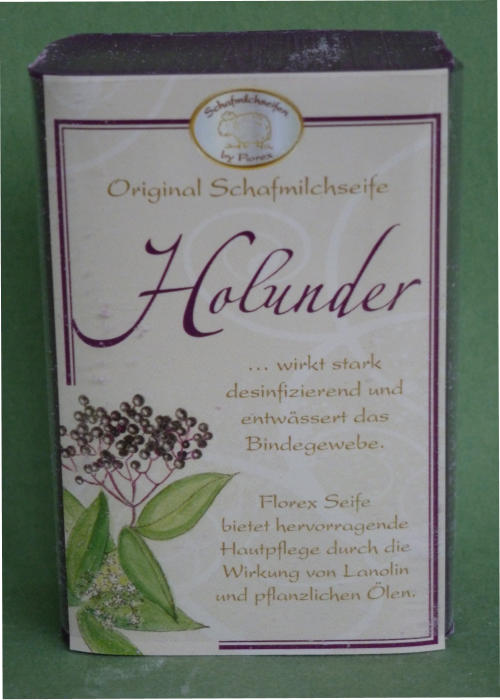 Schafmilchseifen
by Florex
Original Schafmilchseife
Holunder
... wirkt stark
desinfizierend und
entwässert das
Bindegewebe.
Florex Seife
bietet hervorragende
Hautpflege durch die
Wirkung von Lanolin
und pflanzlichen Ölen.